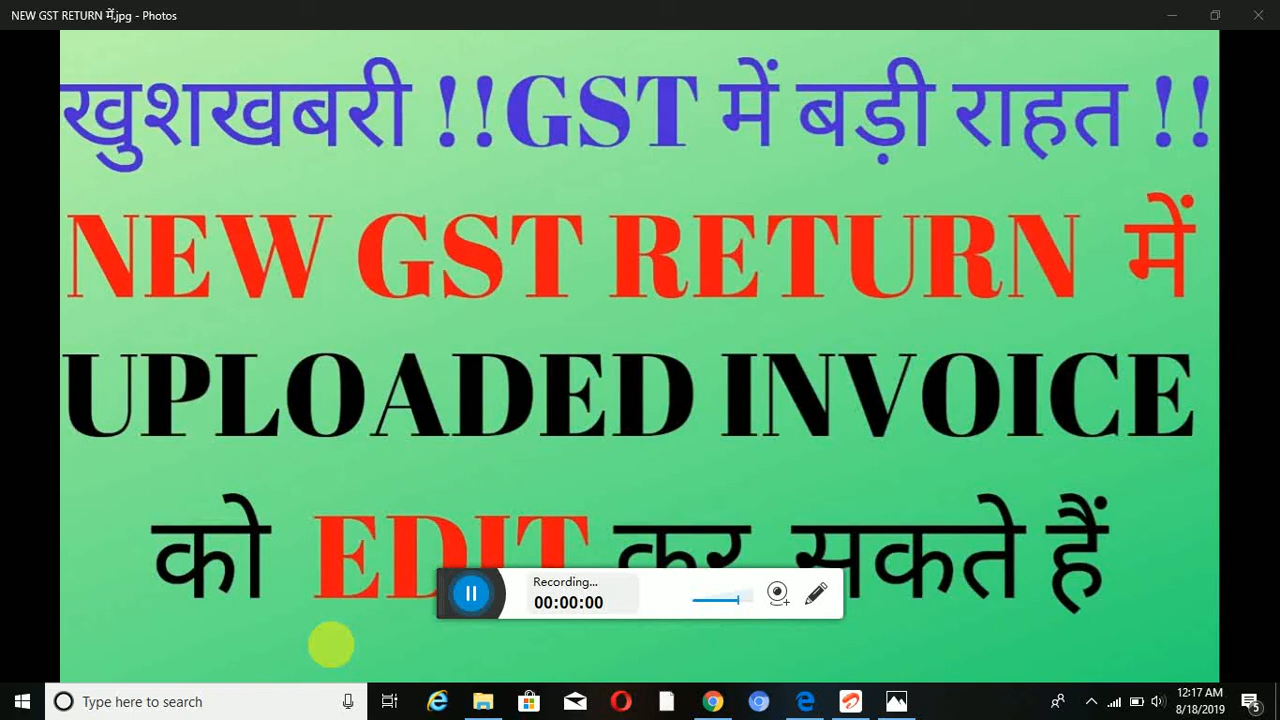 NEW GST RETURN में.jpg - Photos
खुशखबरी !!GST में बड़ी राहत !!
NEW GST RETURN में
UPLOADED INVOICE
को EDIT कर सकते हैं
Recording...
00:00:00
Type here to search
12:17 AM
8/18/2019
5